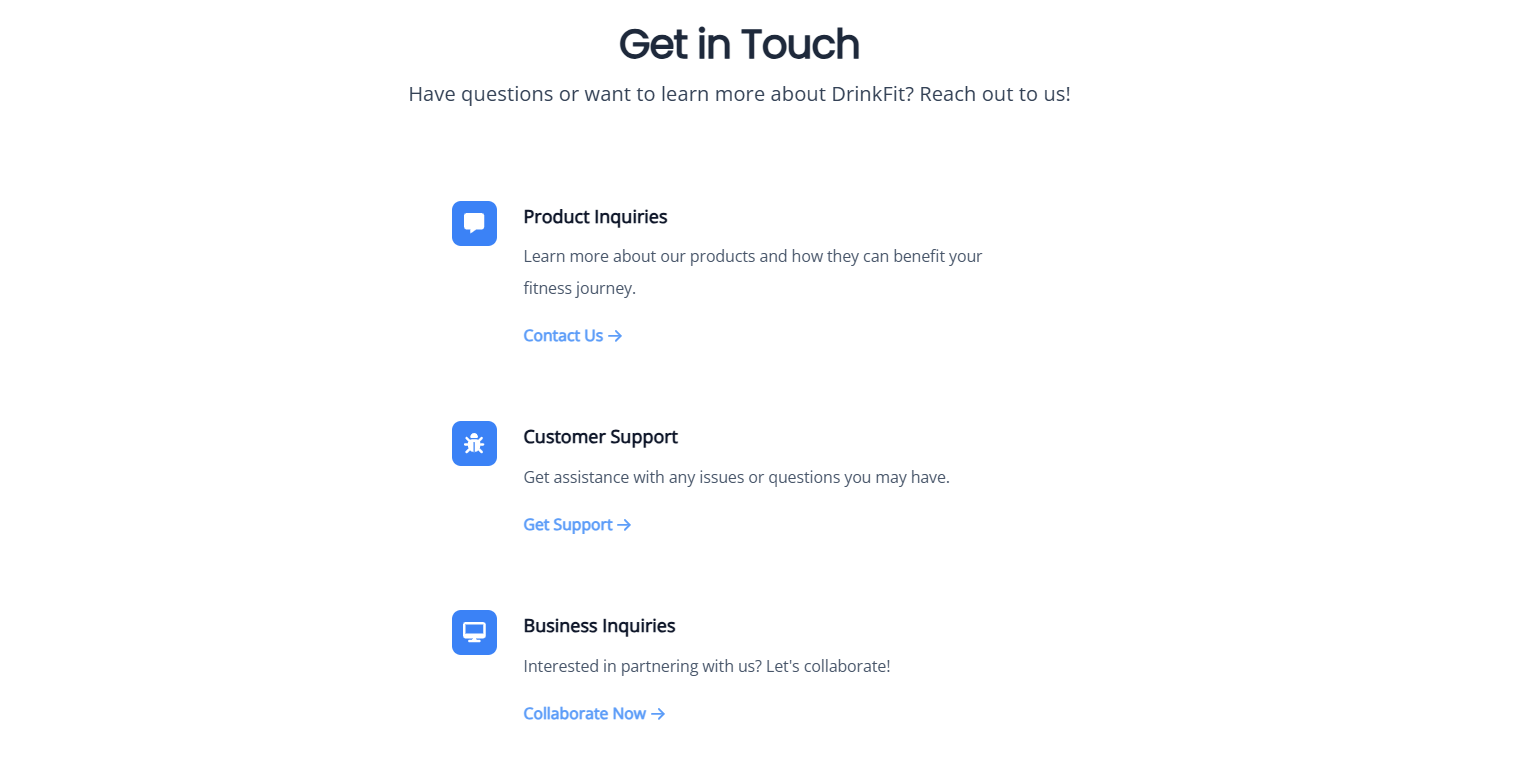 Get in Touch
Have questions or want to learn more about DrinkFit? Reach out to us!
Product Inquiries
Learn more about our products and how they can benefit your
fitness journey.
Contact Us →
Customer Support
Get assistance with any issues or questions you may have.
Get Support →
Business Inquiries
Interested in partnering with us? Let's collaborate!
Collaborate Now →